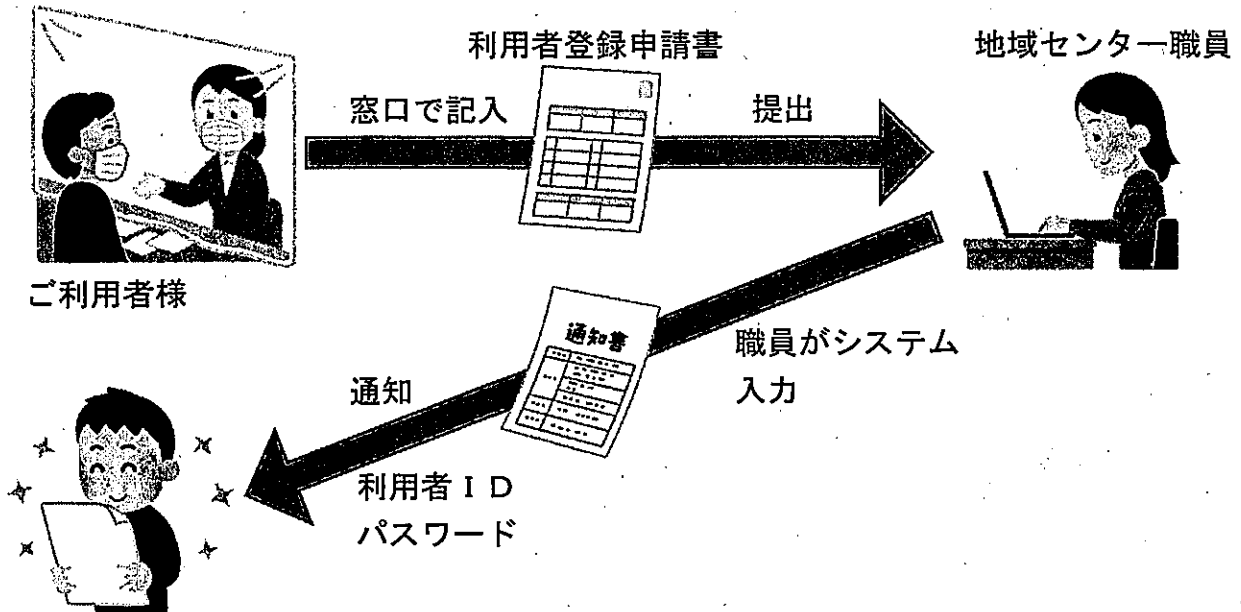 利用者登録申請書
地域センター職員
窓口で記入
提出
ご利用者様
通知書
職員がシステム
入力
通知
利用者ＩＤ
パスワード